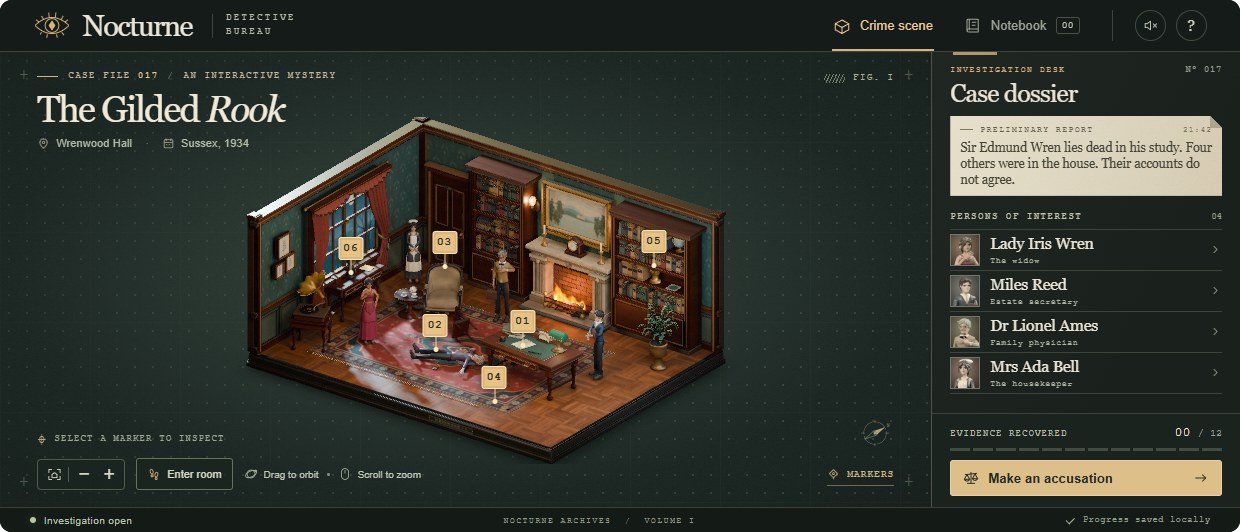 Nocturne
DETECTIVE
BUREAU
Crime scene
Notebook 00
?
CASE FILE 017 / AN INTERACTIVE MYSTERY
The Gilded Rook
Wrenwood Hall · Sussex, 1934
FIG. I
06
03
05
02
01
04
SELECT A MARKER TO INSPECT
Enter room
Drag to orbit • Scroll to zoom
MARKERS
INVESTIGATION DESK
Nº 017
Case dossier
PRELIMINARY REPORT
21:42
Sir Edmund Wren lies dead in his study. Four
others were in the house. Their accounts do
not agree.
PERSONS OF INTEREST
04
Lady Iris Wren
The widow
Miles Reed
Estate secretary
Dr Lionel Ames
Family physician
Mrs Ada Bell
The housekeeper
EVIDENCE RECOVERED
00 / 12
Make an accusation
Investigation open
NOCTURNE ARCHIVES / VOLUME I
Progress saved locally